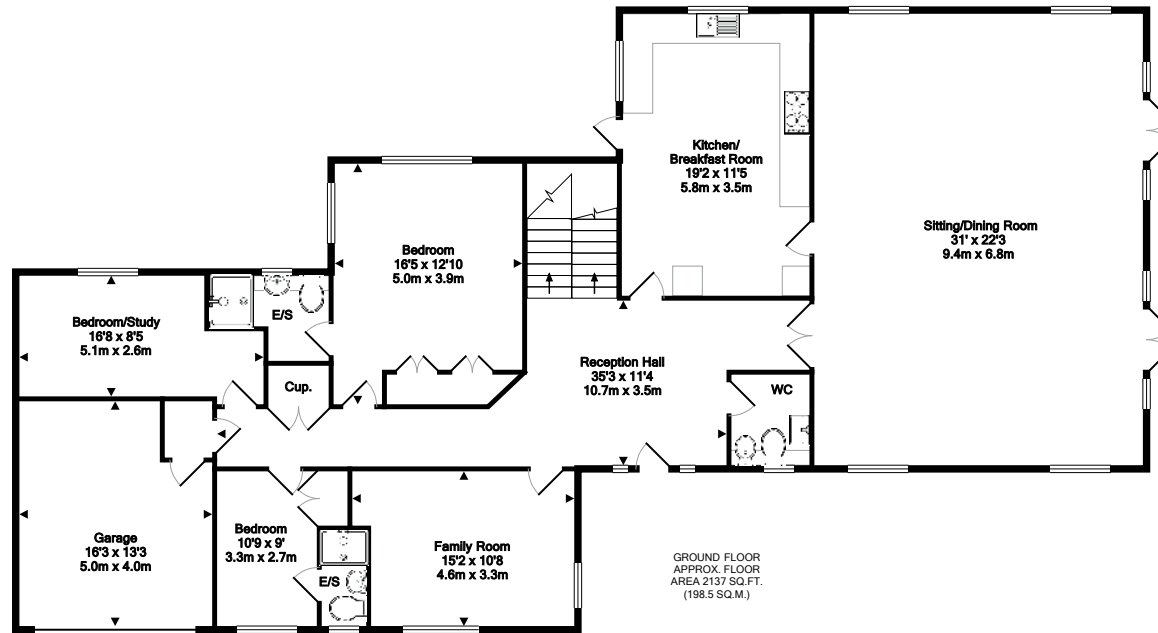 Kitchen/
Breakfast Room
19'2 x 11'5
5.8m x 3.5m
Sitting/Dining Room
31' x 22'3
9.4m x 6.8m
Bedroom
16'5 x 12'10
5.0m x 3.9m
E/S
Bedroom/Study
16'8 x 8'5
5.1m x 2.6m
Reception Hall
35'3 x 11'4
10.7m x 3.5m
Cup.
WC
Garage
16'3 x 13'3
5.0m x 4.0m
Bedroom
10'9 x 9'
3.3m x 2.7m
E/S
Family Room
15'2 x 10'8
4.6m x 3.3m
GROUND FLOOR
APPROX. FLOOR
AREA 2137 SQ.FT.
(198.5 SQ.M.)